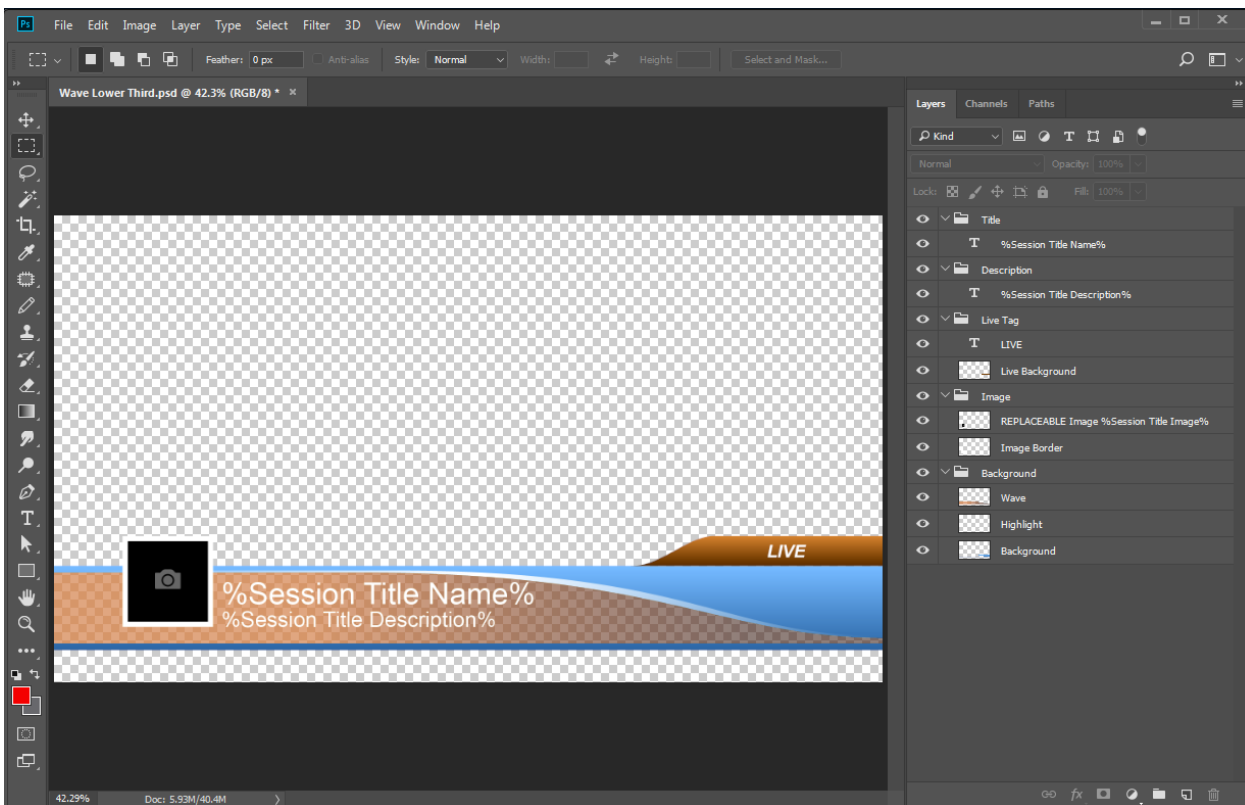 Ps File Edit Image Layer Type Select Filter 3D View Window Help
Feather: 0 px Anti-alias Style: Normal Width: Height: Select and Mask...
Wave Lower Third.psd @ 42.3% (RGB/8) * ×
Layers Channels Paths
Kind
Normal Opacity: 100%
Lock: Fill: 100%
Title
T %Session Title Name%
Description
T %Session Title Description%
Live Tag
T LIVE
Live Background
Image
REPLACEABLE Image %Session Title Image%
Image Border
Background
Wave
Highlight
Background
LIVE
%Session Title Name%
%Session Title Description%
42.29% Doc: 5.93M/40.4M
fx